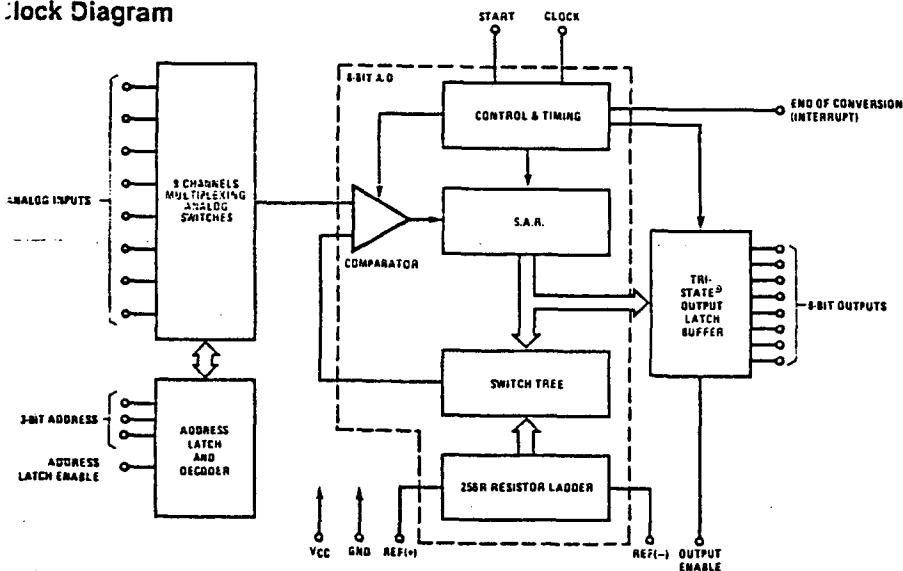 lock Diagram
START
CLOCK
8-BIT A/D
CONTROL & TIMING
END OF CONVERSION
(INTERRUPT)
ANALOG INPUTS
8 CHANNELS
MULTIPLEXING
ANALOG
SWITCHES
S.A.R.
COMPARATOR
TRI-
STATE®
OUTPUT
LATCH
BUFFER
8-BIT OUTPUTS
SWITCH TREE
3-BIT ADDRESS
ADDRESS
LATCH ENABLE
ADDRESS
LATCH
AND
DECODER
256R RESISTOR LADDER
VCC
GND
REF(+)
REF(−)
OUTPUT
ENABLE